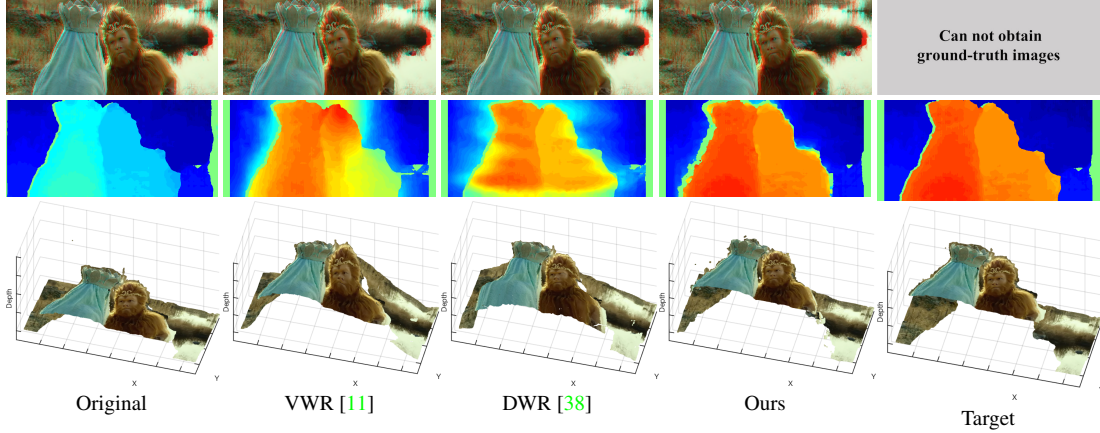 Can not obtain
ground-truth images
Depth
X
Y
Depth
X
Y
Depth
X
Y
Depth
X
Y
Depth
X
Original
VWR [11]
DWR [38]
Ours
Target